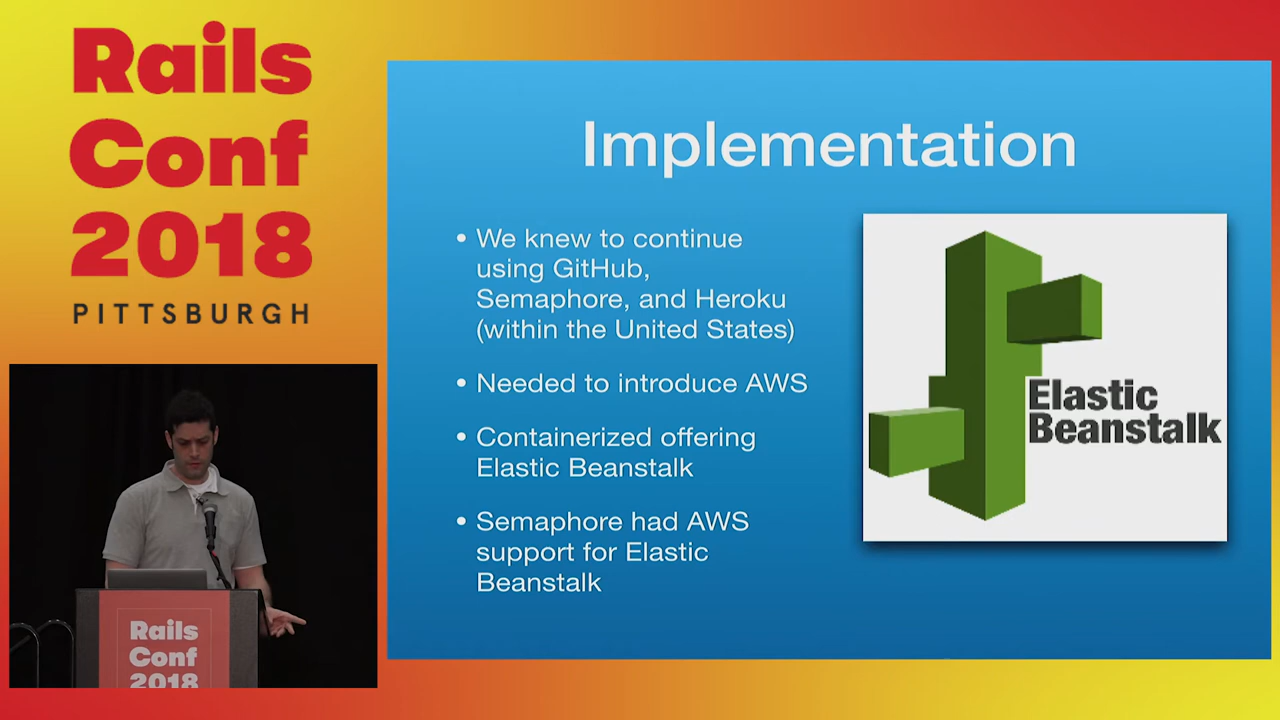 Rails
Conf
2018
PITTSBURGH
Implementation
• We knew to continue
using GitHub,
Semaphore, and Heroku
(within the United States)
• Needed to introduce AWS
• Containerized offering
Elastic Beanstalk
• Semaphore had AWS
support for Elastic
Beanstalk
Elastic
Beanstalk
Rails
Conf
2018